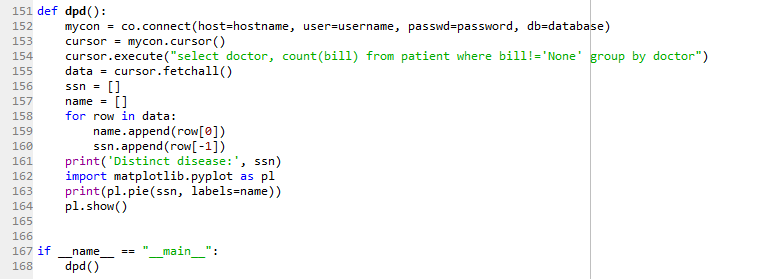 151 def dpd():
152     mycon = co.connect(host=hostname, user=username, passwd=password, db=database)
153     cursor = mycon.cursor()
154     cursor.execute("select doctor, count(bill) from patient where bill!='None' group by doctor")
155     data = cursor.fetchall()
156     ssn = []
157     name = []
158     for row in data:
159         name.append(row[0])
160         ssn.append(row[-1])
161     print('Distinct disease:', ssn)
162     import matplotlib.pyplot as pl
163     print(pl.pie(ssn, labels=name))
164     pl.show()
165
166
167 if __name__ == "__main__":
168     dpd()